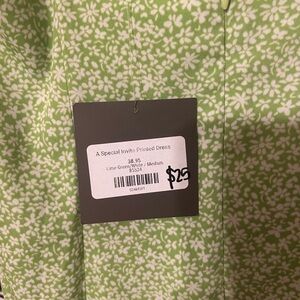 A Special Invite Printed Dress
38.95
Lime-Green/White / Medium
$25